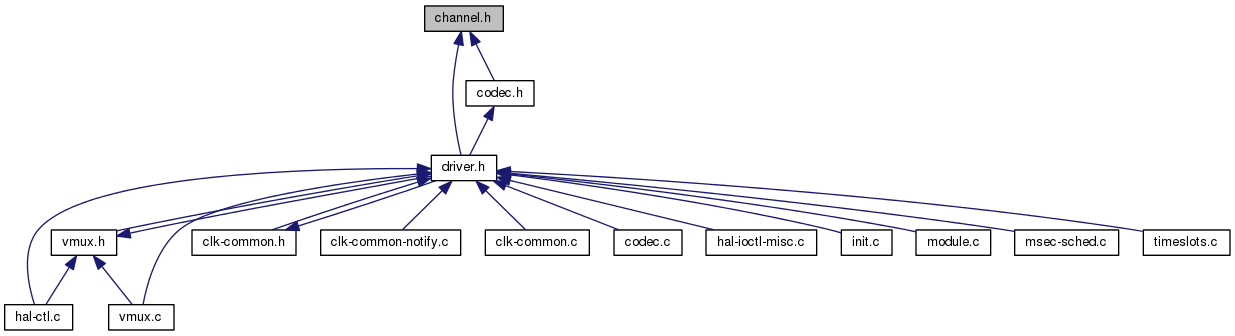 channel.h
codec.h
driver.h
vmux.h
clk-common.h
clk-common-notify.c
clk-common.c
codec.c
hal-ioctl-misc.c
init.c
module.c
msec-sched.c
timeslots.c
hal-ctl.c
vmux.c